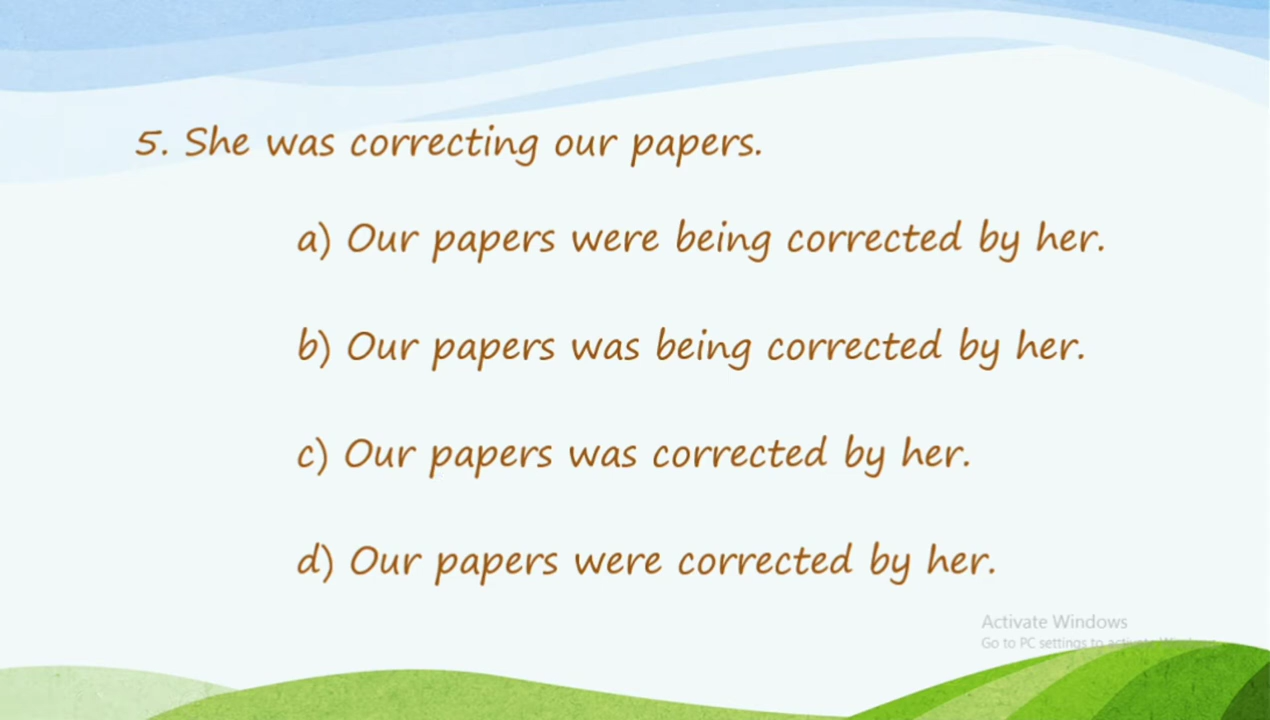 5. She was correcting our papers.
a) Our papers were being corrected by her.
b) Our papers was being corrected by her.
c) Our papers was corrected by her.
d) Our papers were corrected by her.
Activate Windows
Go to PC settings to activate Windows.